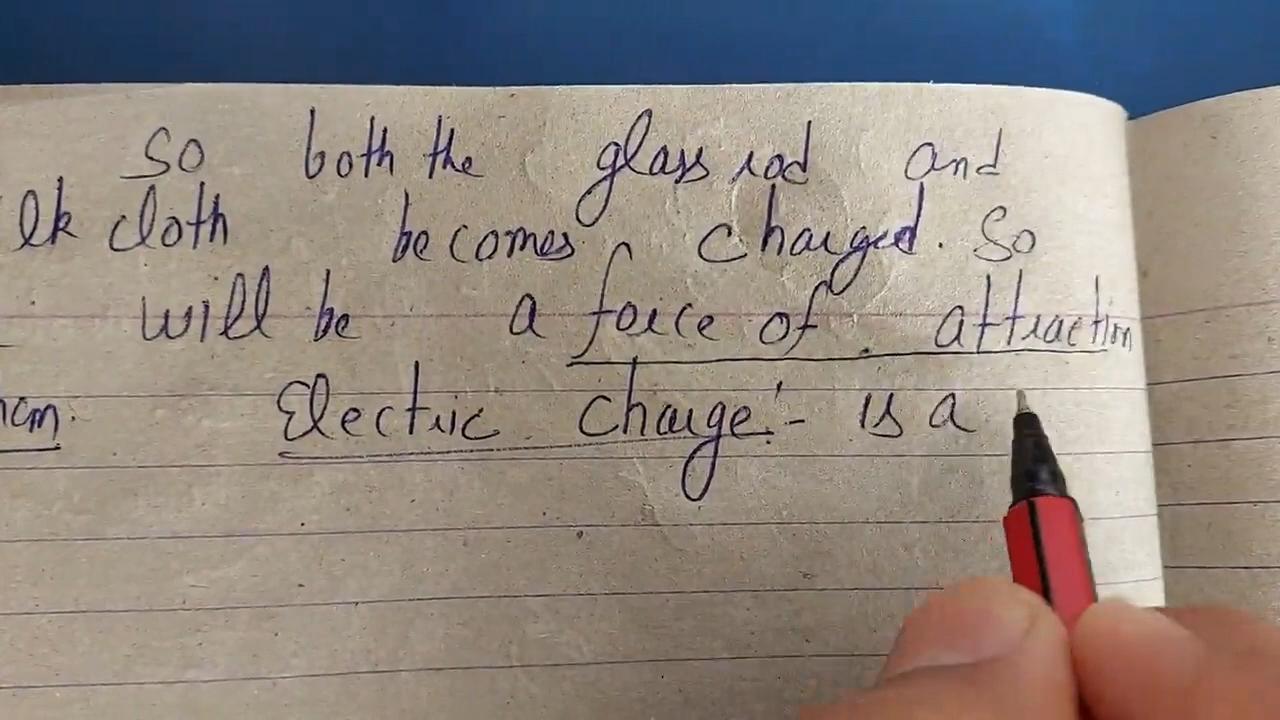 So both the glass rod and
lk cloth becomes charged. So
will be a force of attraction
Electric charge:- is a